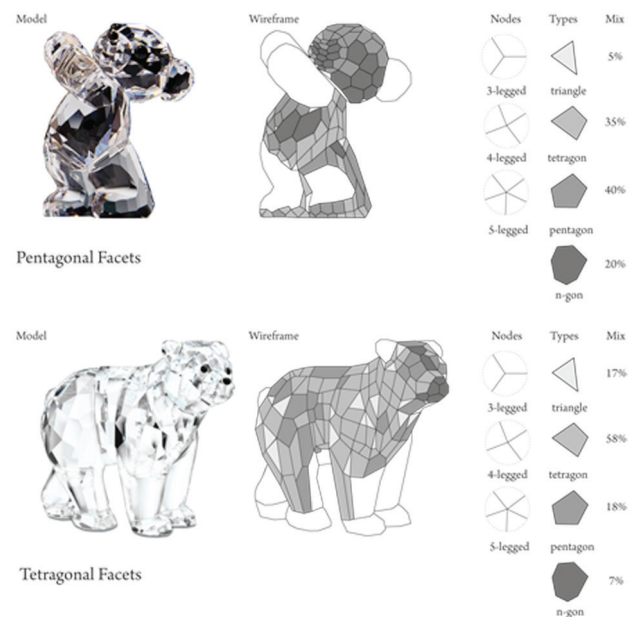 Model Wireframe Nodes Types Mix
5%
3-legged triangle
35%
4-legged tetragon
40%
5-legged pentagon
Pentagonal Facets
20%
n-gon
Model Wireframe Nodes Types Mix
17%
3-legged triangle
58%
4-legged tetragon
18%
5-legged pentagon
Tetragonal Facets
7%
n-gon